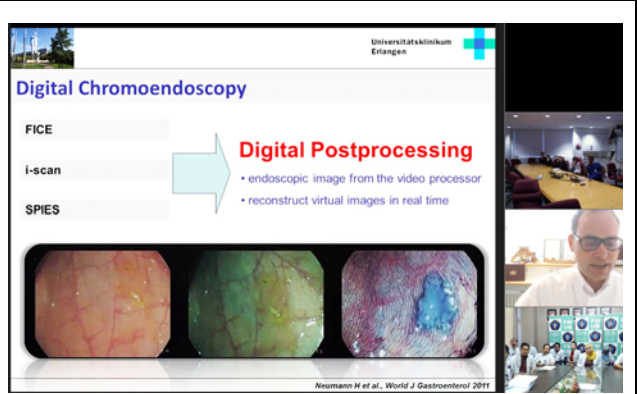 Universitätsklinikum
Erlangen
Digital Chromoendoscopy
FICE
i-scan
SPIES
Digital Postprocessing
• endoscopic image from the video processor
• reconstruct virtual images in real time
Neumann H et al., World J Gastroenterol 2011